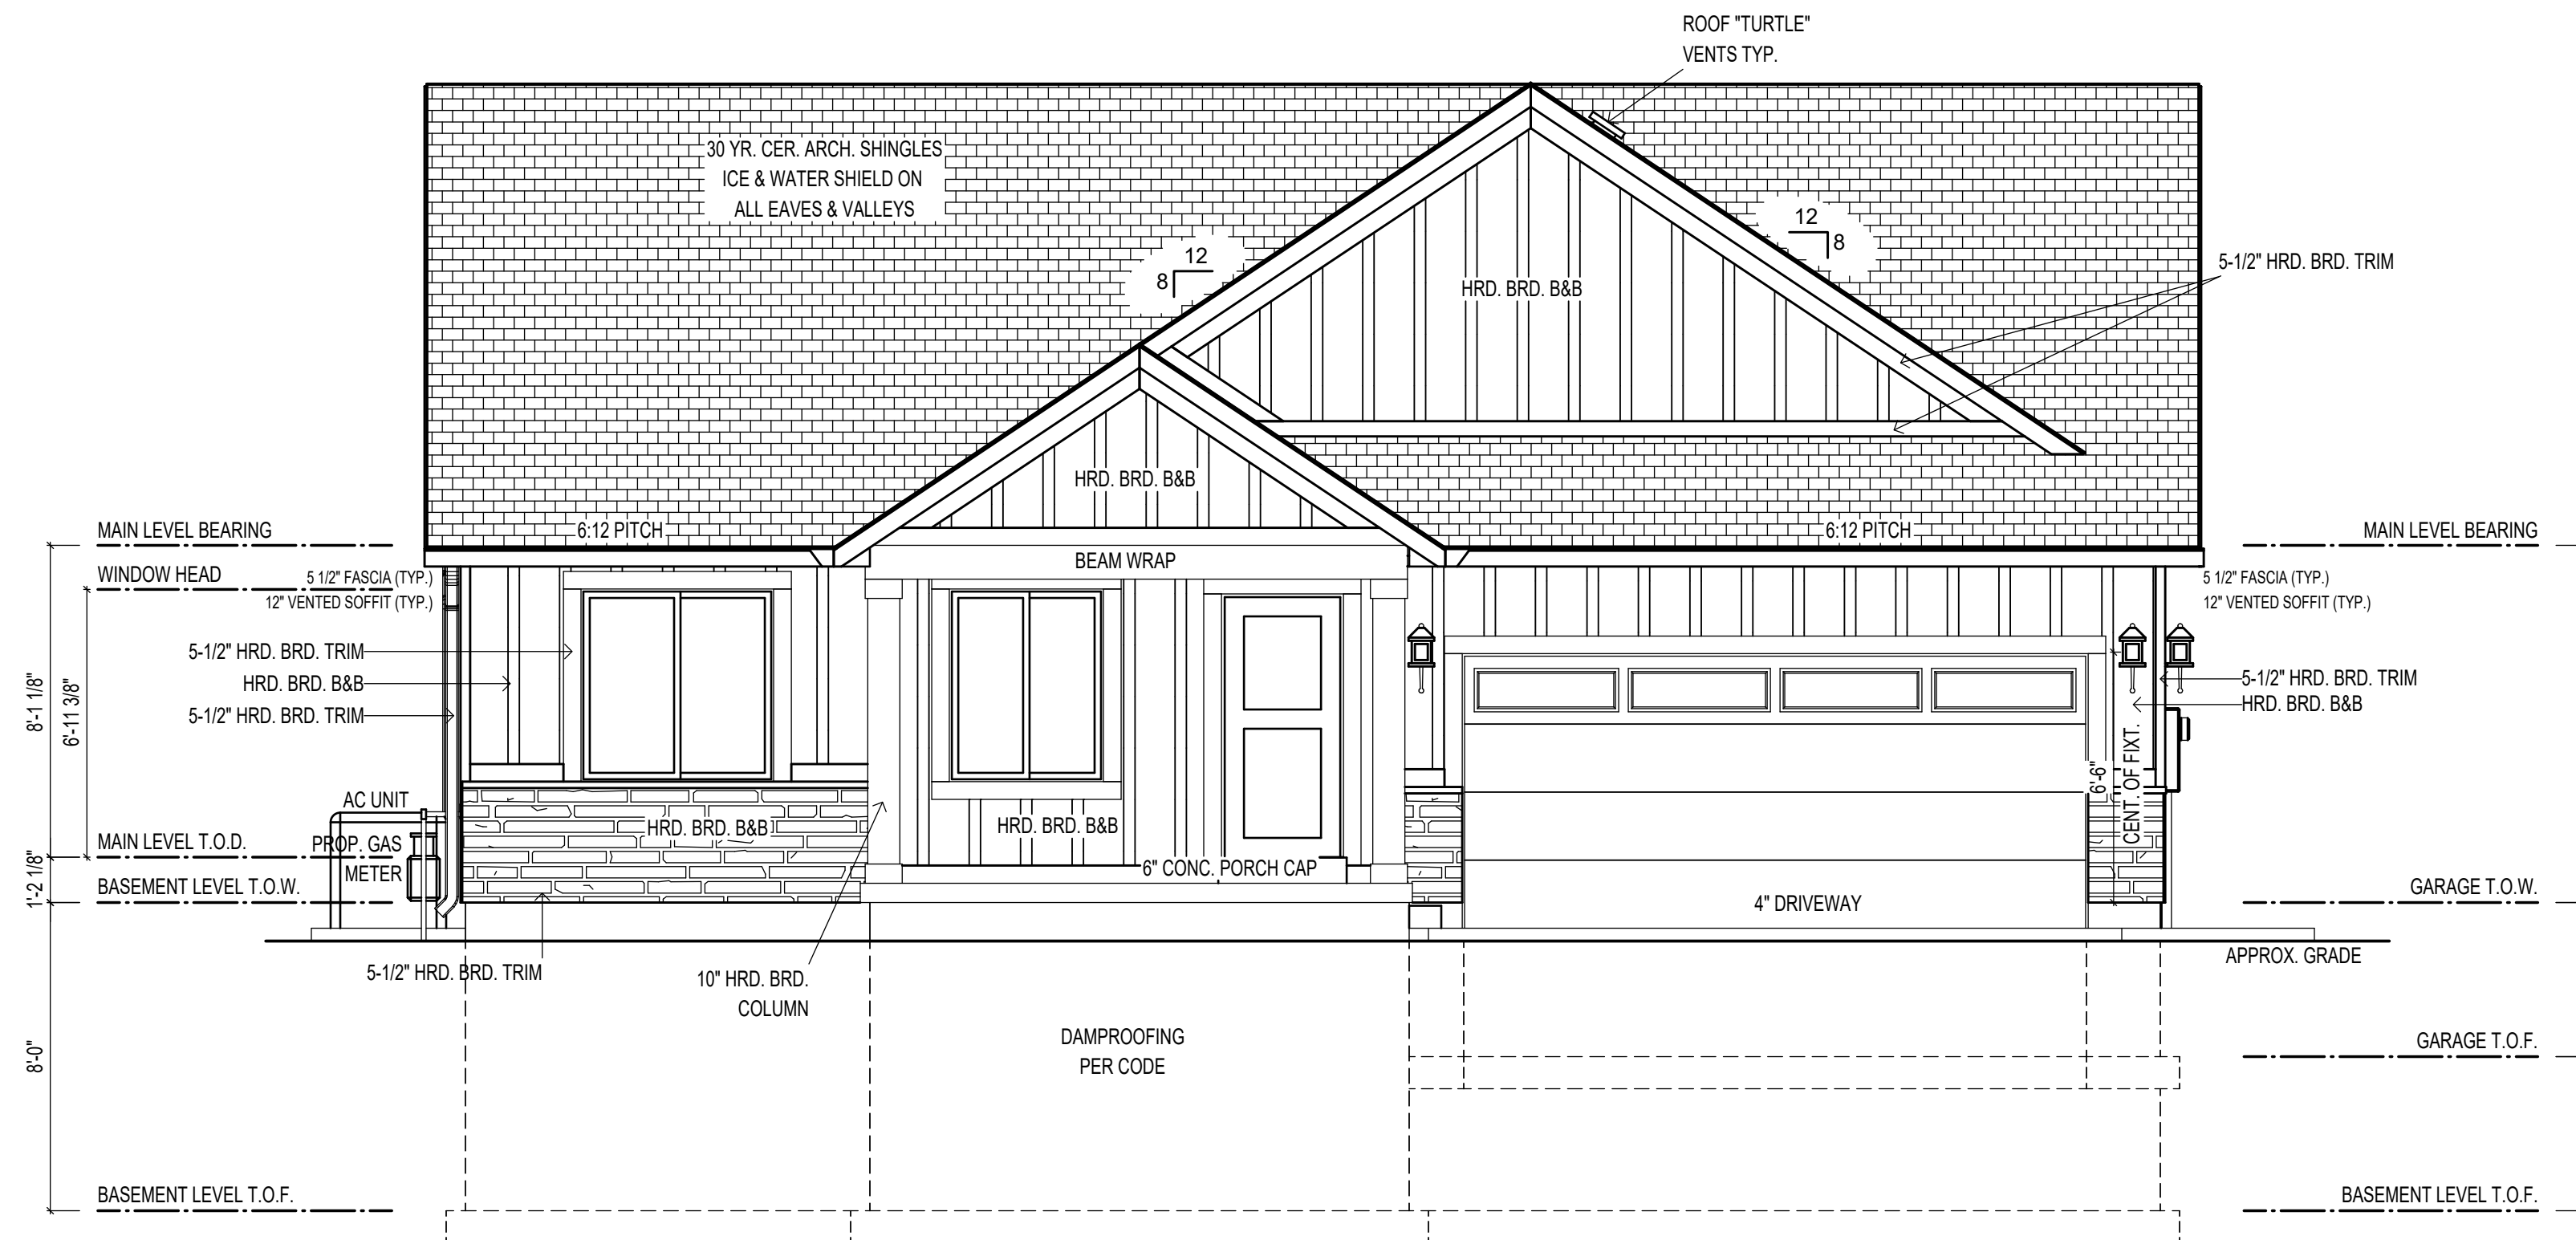 ROOF "TURTLE"
VENTS TYP.
30 YR. CER. ARCH. SHINGLES
ICE & WATER SHIELD ON
ALL EAVES & VALLEYS
12
8
12
8
5-1/2" HRD. BRD. TRIM
HRD. BRD. B&B
HRD. BRD. B&B
MAIN LEVEL BEARING
6:12 PITCH
6:12 PITCH
MAIN LEVEL BEARING
BEAM WRAP
WINDOW HEAD
5 1/2" FASCIA (TYP.)
12" VENTED SOFFIT (TYP.)
5 1/2" FASCIA (TYP.)
12" VENTED SOFFIT (TYP.)
5-1/2" HRD. BRD. TRIM
HRD. BRD. B&B
5-1/2" HRD. BRD. TRIM
5-1/2" HRD. BRD. TRIM
HRD. BRD. B&B
8'-1 1/8"
6'-11 3/8"
6'-6"
CENT. OF FIXT.
AC UNIT
HRD. BRD. B&B
HRD. BRD. B&B
MAIN LEVEL T.O.D.
PROP. GAS
METER
6" CONC. PORCH CAP
1'-2 1/8"
BASEMENT LEVEL T.O.W.
4" DRIVEWAY
GARAGE T.O.W.
APPROX. GRADE
5-1/2" HRD. BRD. TRIM
10" HRD. BRD.
COLUMN
DAMPROOFING
PER CODE
8'-0"
GARAGE T.O.F.
BASEMENT LEVEL T.O.F.
BASEMENT LEVEL T.O.F.